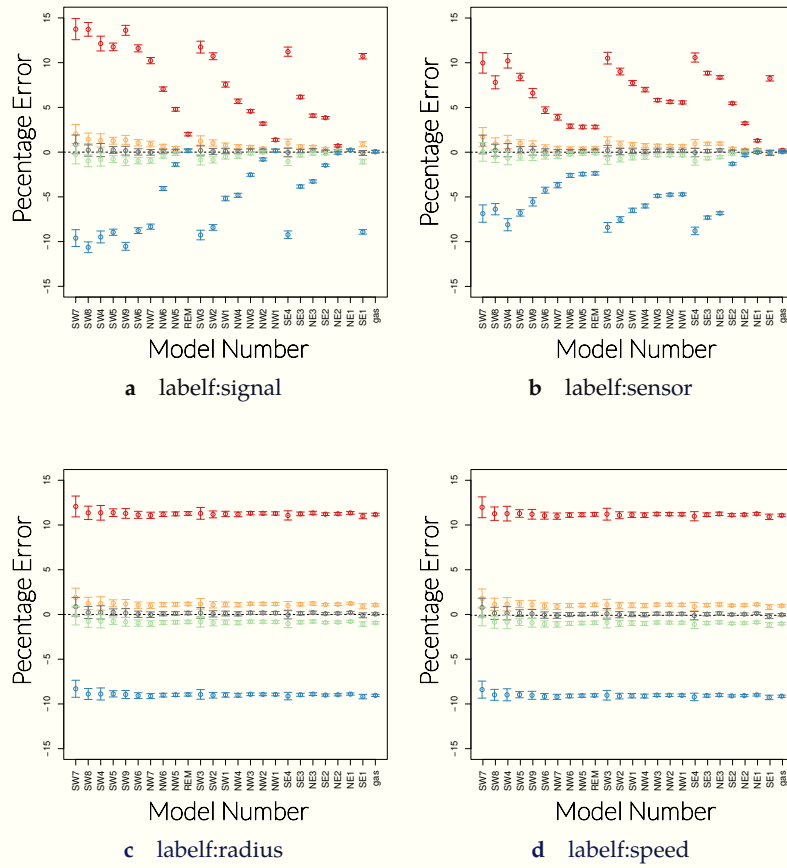 Pecentage Error
15
10
5
0
−5
−10
−15
SW7 SW8 SW4 SW5 SW9 SW6 NW7 NW6 NW5 REM SW3 SW2 SW1 NW4 NW3 NW2 NW1 SE4 SE3 NE3 SE2 NE2 NE1 SE1 gas
Model Number
a labelf:signal
Pecentage Error
15
10
5
0
−5
−10
−15
SW7 SW8 SW4 SW5 SW9 SW6 NW7 NW6 NW5 REM SW3 SW2 SW1 NW4 NW3 NW2 NW1 SE4 SE3 NE3 SE2 NE2 NE1 SE1 gas
Model Number
b labelf:sensor
Pecentage Error
15
10
5
0
−5
−10
−15
SW7 SW8 SW4 SW5 SW9 SW6 NW7 NW6 NW5 REM SW3 SW2 SW1 NW4 NW3 NW2 NW1 SE4 SE3 NE3 SE2 NE2 NE1 SE1 gas
Model Number
c labelf:radius
Pecentage Error
15
10
5
0
−5
−10
−15
SW7 SW8 SW4 SW5 SW9 SW6 NW7 NW6 NW5 REM SW3 SW2 SW1 NW4 NW3 NW2 NW1 SE4 SE3 NE3 SE2 NE2 NE1 SE1 gas
Model Number
d labelf:speed